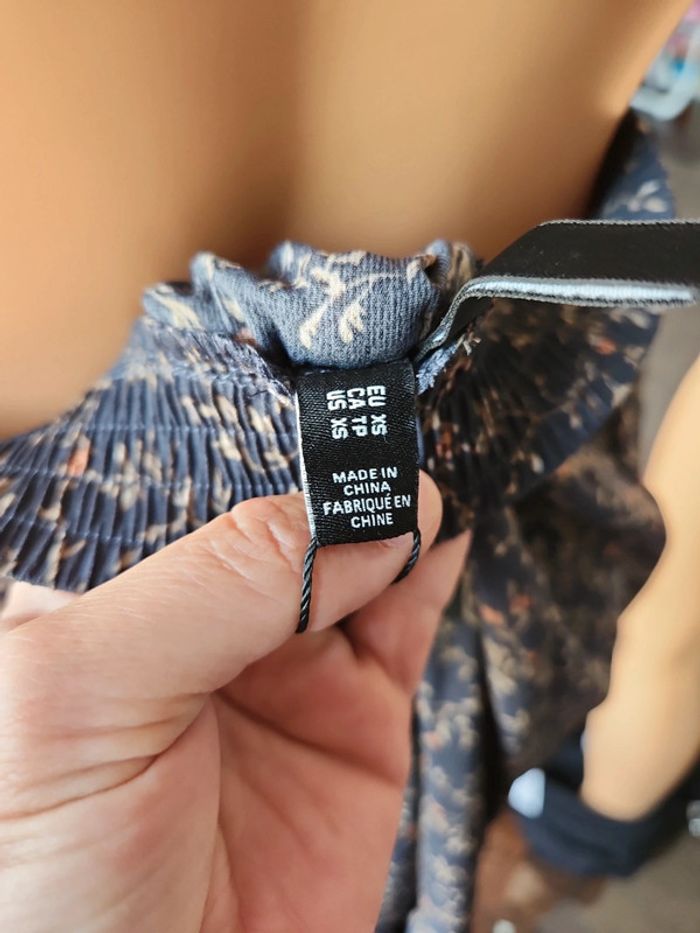 EU XS
CA TP
US XS
MADE IN
CHINA
FABRIQUÉ EN
CHINE